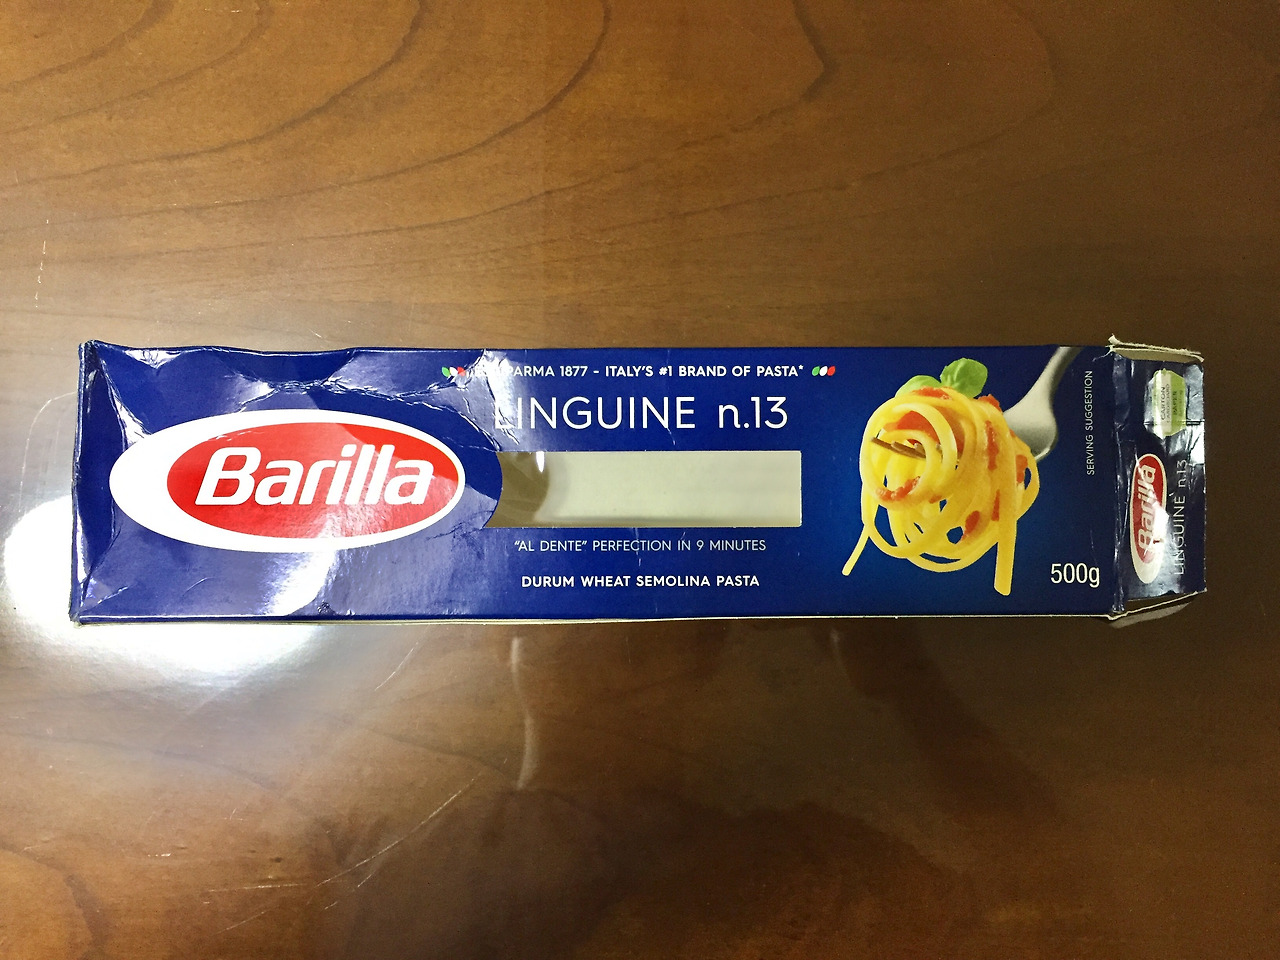 PARMA 1877 - ITALY'S #1 BRAND OF PASTA*
LINGUINE n.13
Barilla
"AL DENTE" PERFECTION IN 9 MINUTES
DURUM WHEAT SEMOLINA PASTA
SERVING SUGGESTION
500g
Barilla
LINGUINE n.13
CARTON